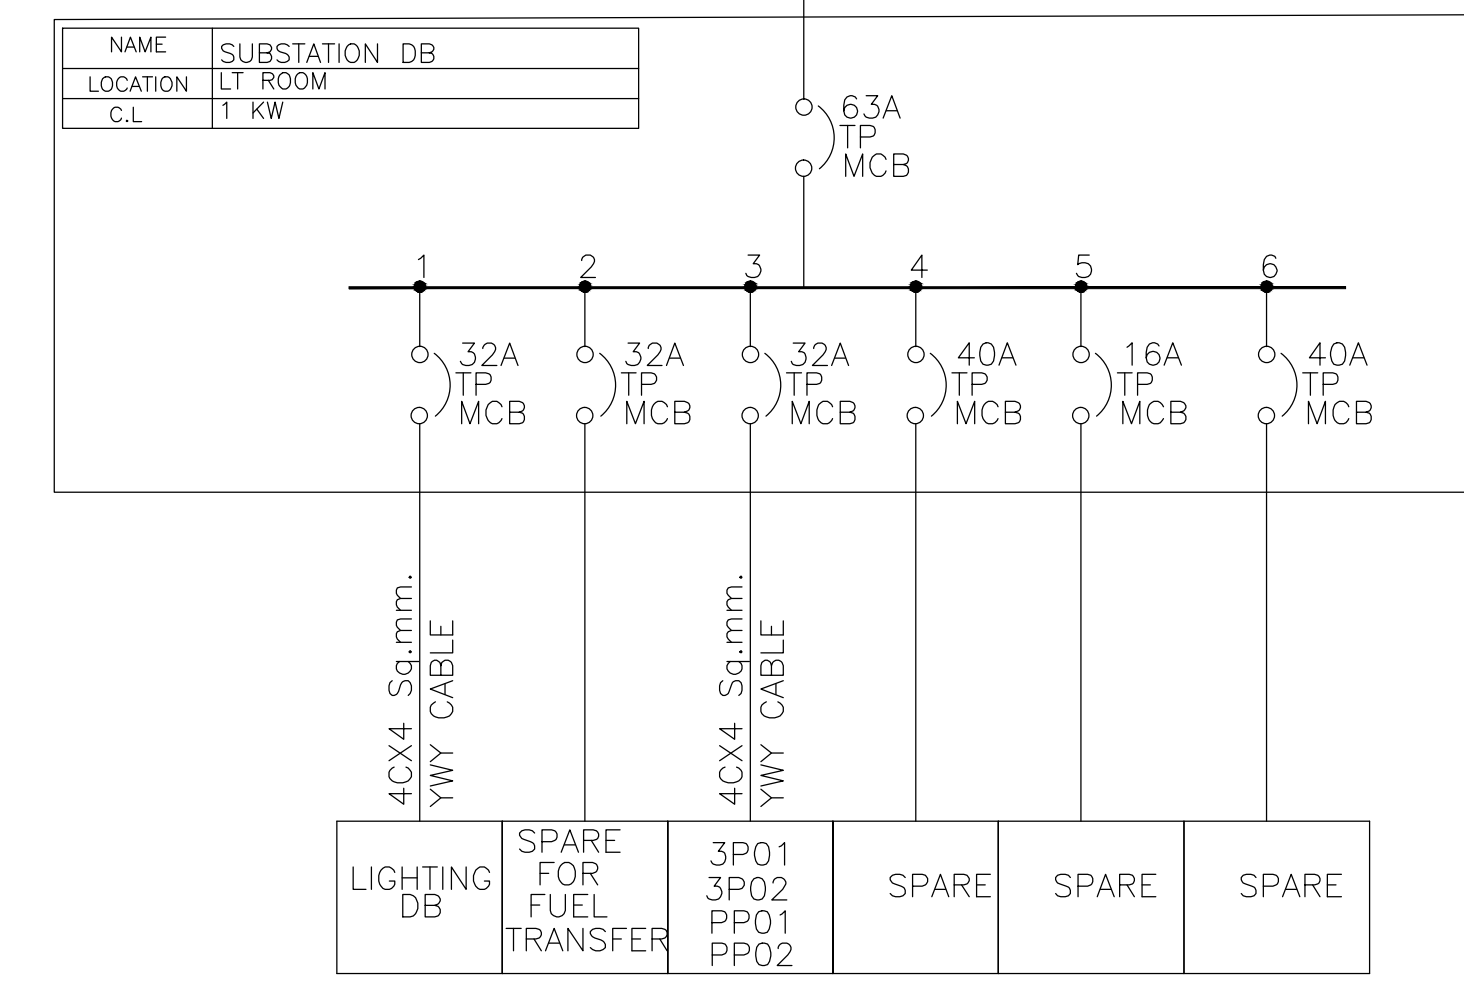 NAME
SUBSTATION DB
LOCATION
LT ROOM
C.L
1 KW
63A
TP
MCB
1
2
3
4
5
6
32A
TP
MCB
32A
TP
MCB
32A
TP
MCB
40A
TP
MCB
16A
TP
MCB
40A
TP
MCB
4CX4 Sq.mm.
YWY CABLE
4CX4 Sq.mm.
YWY CABLE
LIGHTING
DB
SPARE
FOR
FUEL
TRANSFER
3P01
3P02
PP01
PP02
SPARE
SPARE
SPARE